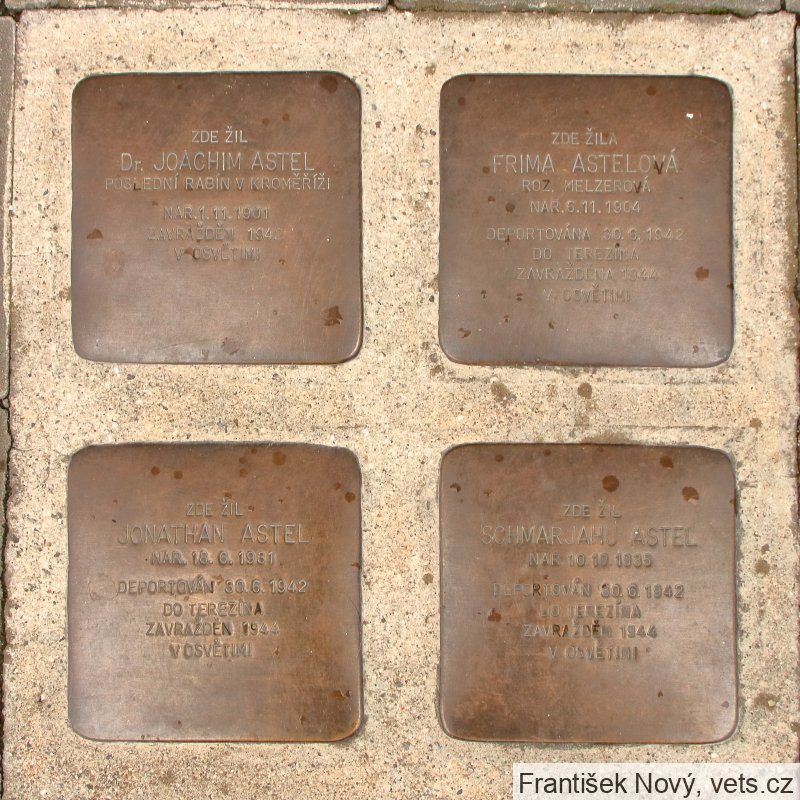 ZDE ŽIL
Dr. JOACHIM ASTEL
POSLEDNÍ RABÍN V KROMĚŘÍŽI
NAR. 1. 11. 1901
ZAVRAŽDĚN 1942
V OSVĚTIMI
ZDE ŽILA
FRIMA ASTELOVÁ
ROZ. MELZEROVÁ
NAR. 6. 11. 1904
DEPORTOVÁNA 30. 6. 1942
DO TEREZÍNA
ZAVRAŽDĚNA 1944
V OSVĚTIMI
ZDE ŽIL
JONATHAN ASTEL
NAR. 18. 6. 1931
DEPORTOVÁN 30. 6. 1942
DO TEREZÍNA
ZAVRAŽDĚN 1944
V OSVĚTIMI
ZDE ŽIL
SCHMARJAHU ASTEL
NAR. 10. 10. 1935
DEPORTOVÁN 30. 6. 1942
DO TEREZÍNA
ZAVRAŽDĚN 1944
V OSVĚTIMI
František Nový, vets.cz